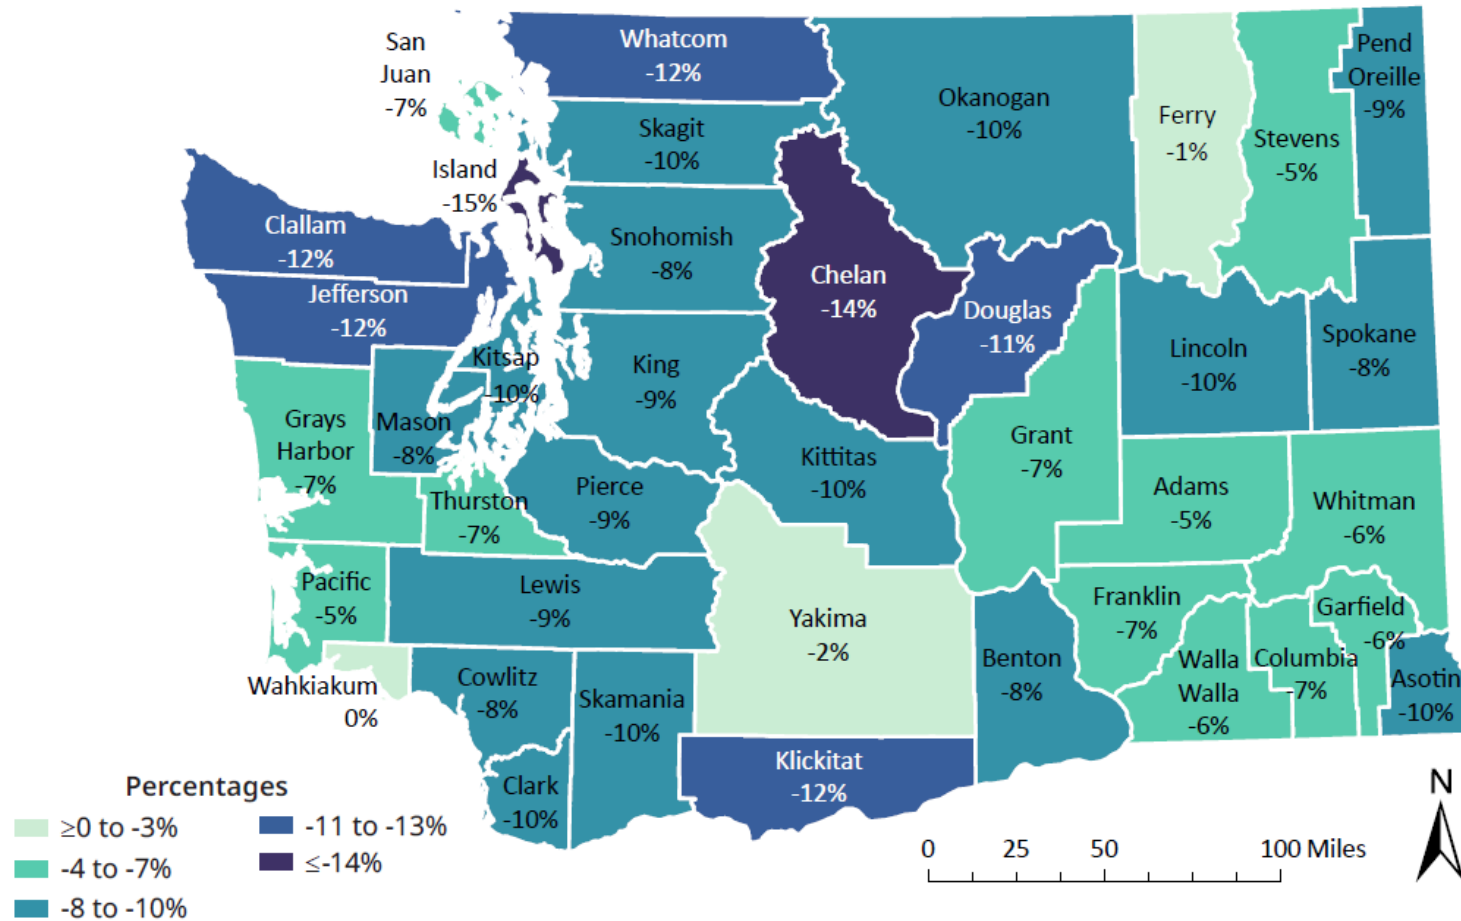 San
Juan
-7%
Whatcom
-12%
Okanogan
-10%
Ferry
-1%
Stevens
-5%
Pend
Oreille
-9%
Skagit
-10%
Island
-15%
Clallam
-12%
Snohomish
-8%
Chelan
-14%
Jefferson
-12%
Douglas
-11%
Lincoln
-10%
Spokane
-8%
Kitsap
-10%
King
-9%
Grays
Harbor
-7%
Mason
-8%
Kittitas
-10%
Grant
-7%
Adams
-5%
Whitman
-6%
Thurston
-7%
Pierce
-9%
Pacific
-5%
Lewis
-9%
Yakima
-2%
Franklin
-7%
Garfield
-6%
Wahkiakum
0%
Cowlitz
-8%
Skamania
-10%
Benton
-8%
Walla
Walla
-6%
Columbia
-7%
Asotin
-10%
Clark
-10%
Klickitat
-12%
Percentages
≥0 to -3%
-4 to -7%
-8 to -10%
-11 to -13%
≤-14%
0 25 50 100 Miles
N